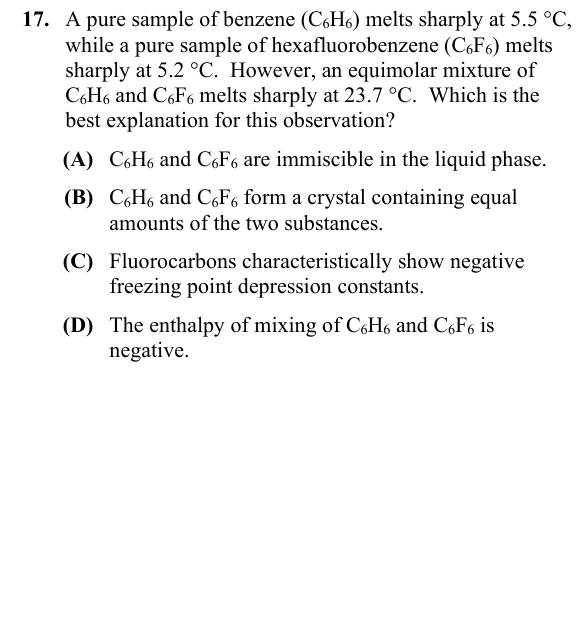 17. A pure sample of benzene (C₆H₆) melts sharply at 5.5 °C,
while a pure sample of hexafluorobenzene (C₆F₆) melts
sharply at 5.2 °C. However, an equimolar mixture of
C₆H₆ and C₆F₆ melts sharply at 23.7 °C. Which is the
best explanation for this observation?
(A) C₆H₆ and C₆F₆ are immiscible in the liquid phase.
(B) C₆H₆ and C₆F₆ form a crystal containing equal
amounts of the two substances.
(C) Fluorocarbons characteristically show negative
freezing point depression constants.
(D) The enthalpy of mixing of C₆H₆ and C₆F₆ is
negative.